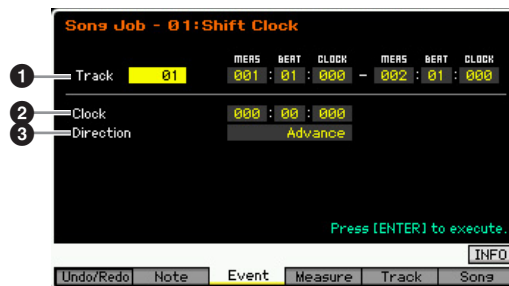 Song Job - 01:Shift Clock
MEAS BEAT CLOCK MEAS BEAT CLOCK
1 Track 01 001 : 01 : 000 - 002 : 01 : 000
2 Clock 000 : 00 : 000
3 Direction Advance
Press [ENTER] to execute.
INFO
Undo/Redo Note Event Measure Track Song